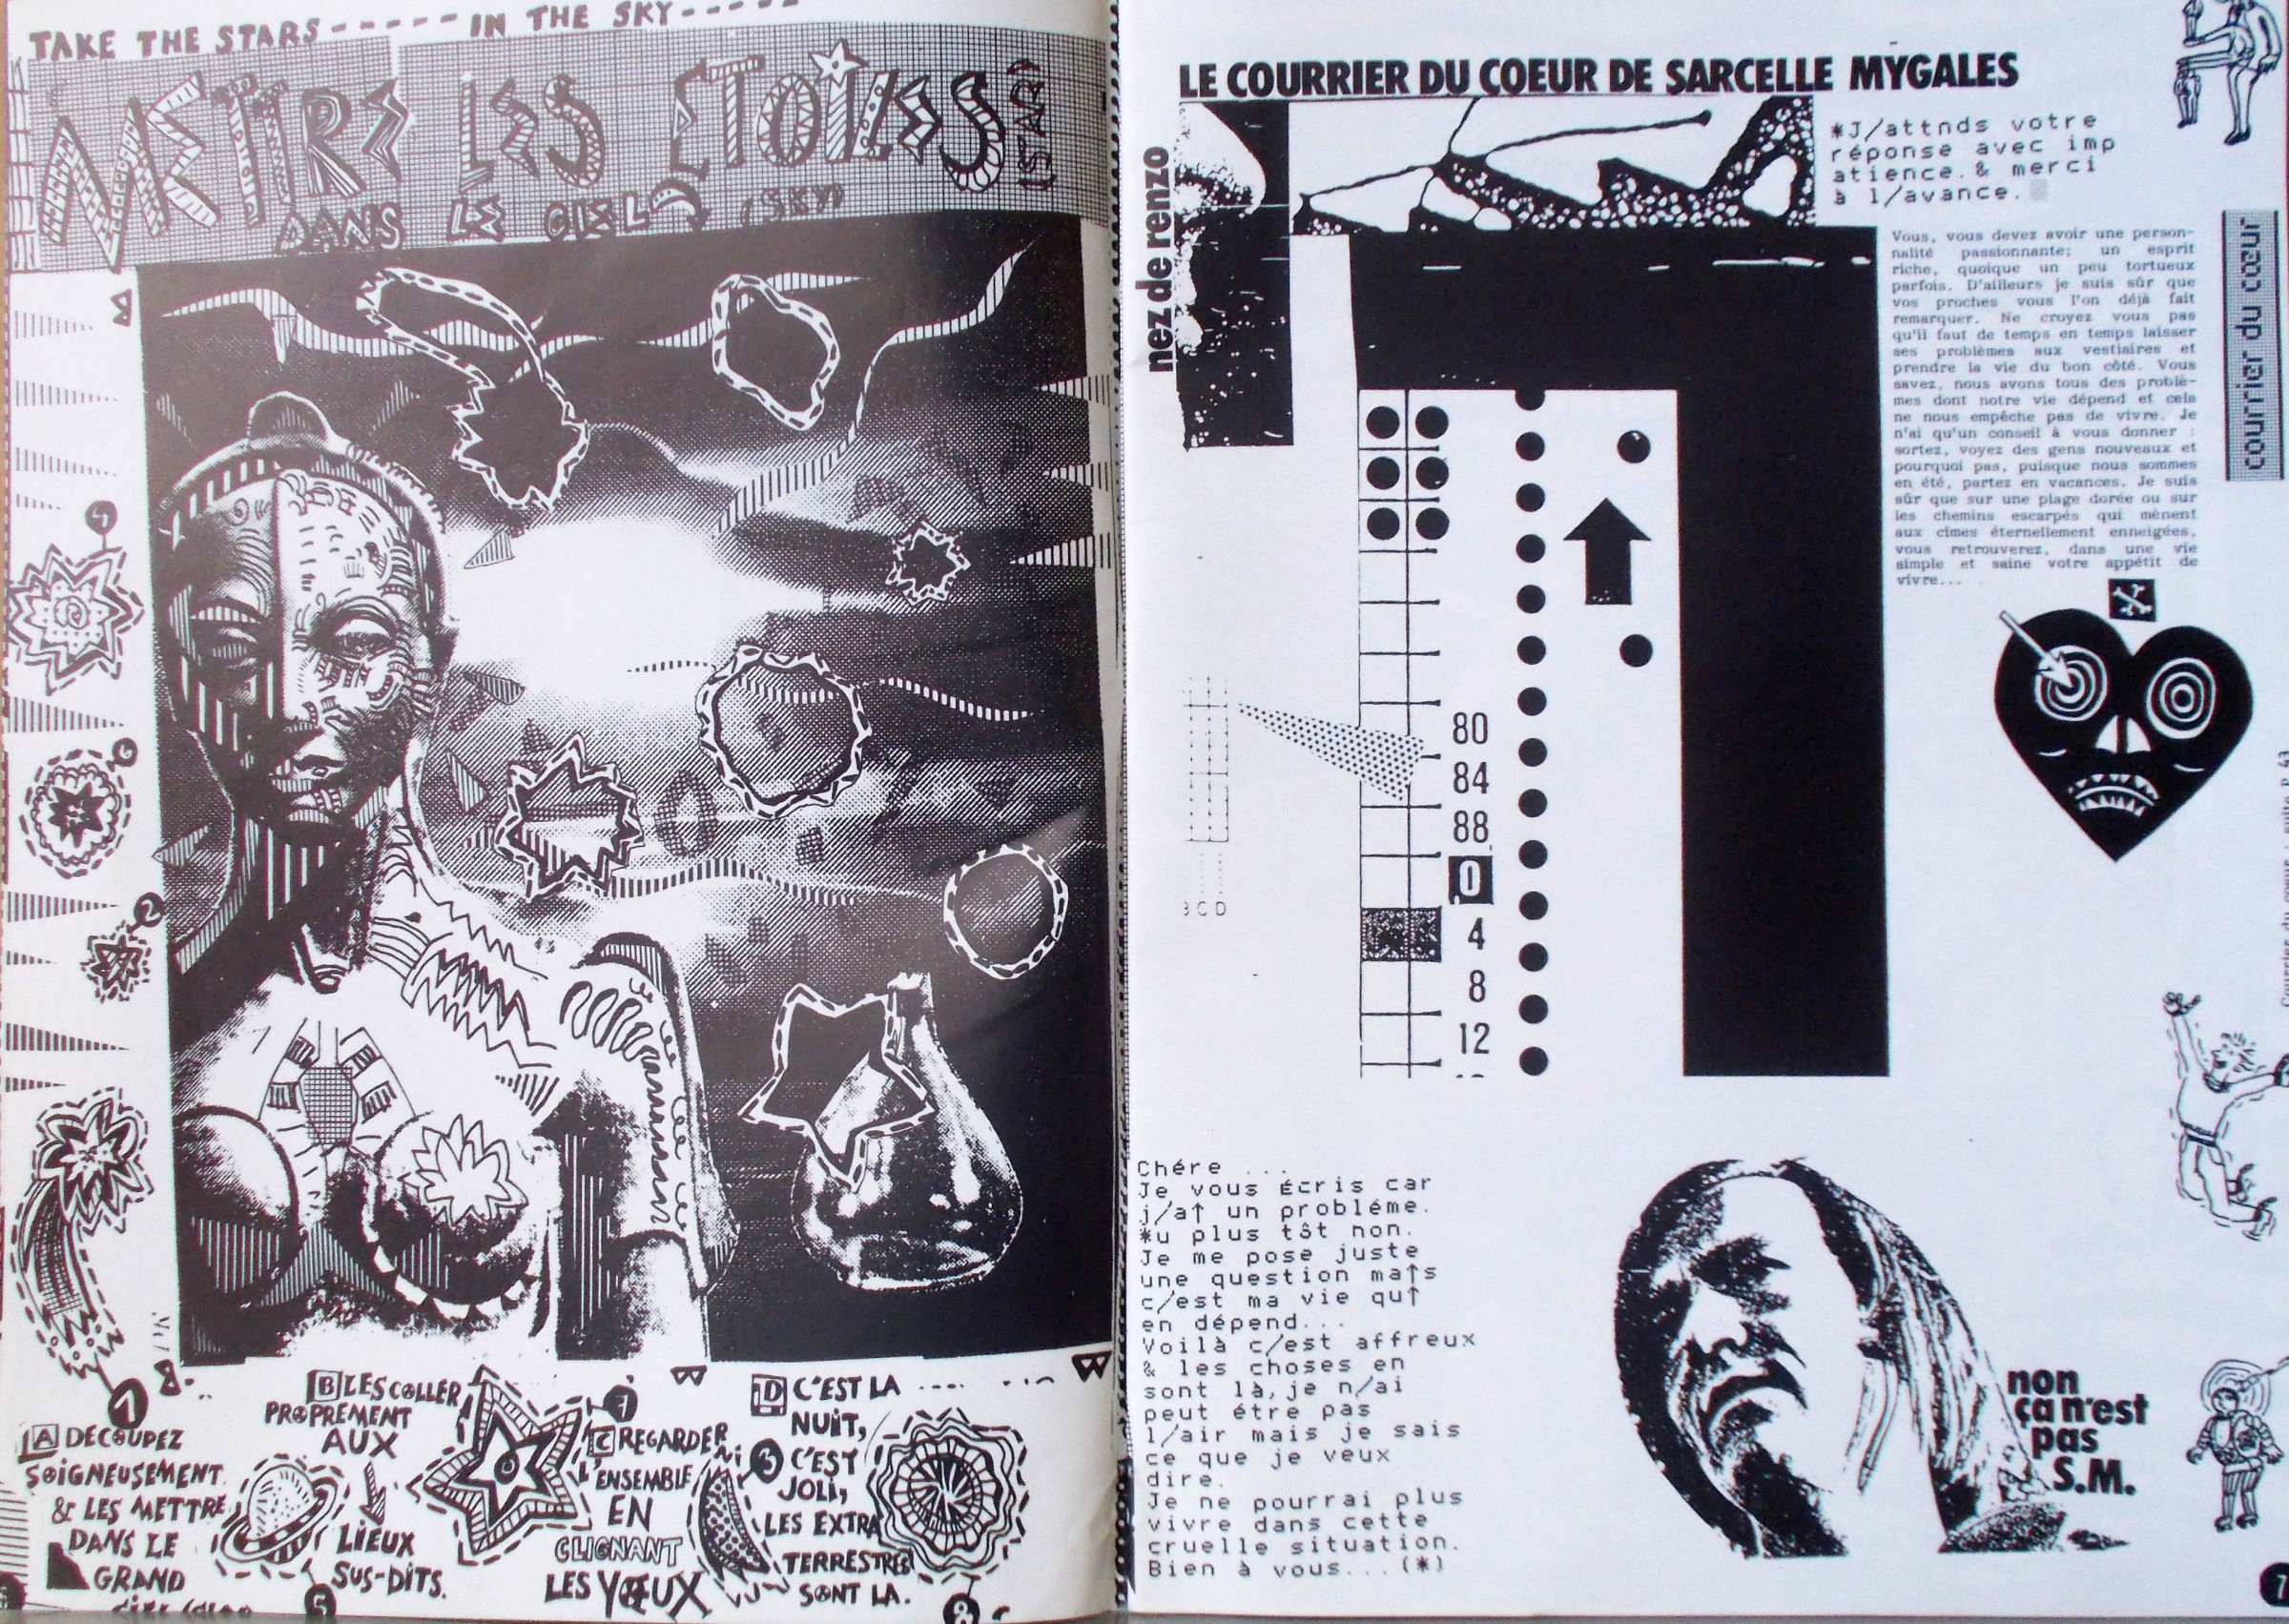 TAKE THE STARS ----- IN THE SKY -----
METTRE LES ETOILES (STAR)
DANS LE CIEL (SKY)
4
6
2
1
A DECOUPEZ
SOIGNEUSEMENT
& LES METTRE
DANS LE
GRAND
B LES COLLER
PROPREMENT
AUX
LIEUX
SUS-DITS.
5
7
C REGARDER
L'ENSEMBLE
EN
CLIGNANT
LES YŒUX
3
D C'EST LA ....
NUIT,
C'EST
JOLI,
LES EXTRA
TERRESTRES
SONT LA.
8
LE COURRIER DU COEUR DE SARCELLE MYGALES
nez de renzo
*J/attnds votre
réponse avec imp
atience.& merci
à l/avance.
Vous, vous devez avoir une person-
nalité passionnante; un esprit
riche, quoique un peu tortueux
parfois. D'ailleurs je suis sûr que
vos proches vous l'on déjà fait
remarquer. Ne croyez vous pas
qu'il faut de temps en temps laisser
ses problèmes aux vestiaires et
prendre la vie du bon côté. Vous
savez, nous avons tous des problè-
mes dont notre vie dépend et cela
ne nous empêche pas de vivre. Je
n'ai qu'un conseil à vous donner :
sortez, voyez des gens nouveaux et
pourquoi pas, puisque nous sommes
en été, partez en vacances. Je suis
sûr que sur une plage dorée ou sur
les chemins escarpés qui mènent
aux cîmes éternellement enneigées,
vous retrouverez, dans une vie
simple et saine votre appétit de
vivre...
courrier du cœur
80
84
88
0
4
8
12
B C D
Chére ...
Je vous Écris car
j/a↑ un probléme.
*u plus tŠt non.
Je me pose juste
une question ma↑s
c/est ma vie qu↑
en dépend...
Voilà c/est affreux
& les choses en
sont là,je n/ai
peut étre pas
l/air mais je sais
ce que je veux
dire.
Je ne pourrai plus
vivre dans cette
cruelle situation.
Bien à vous...(*)
non
ça n'est
pas
S.M.
7